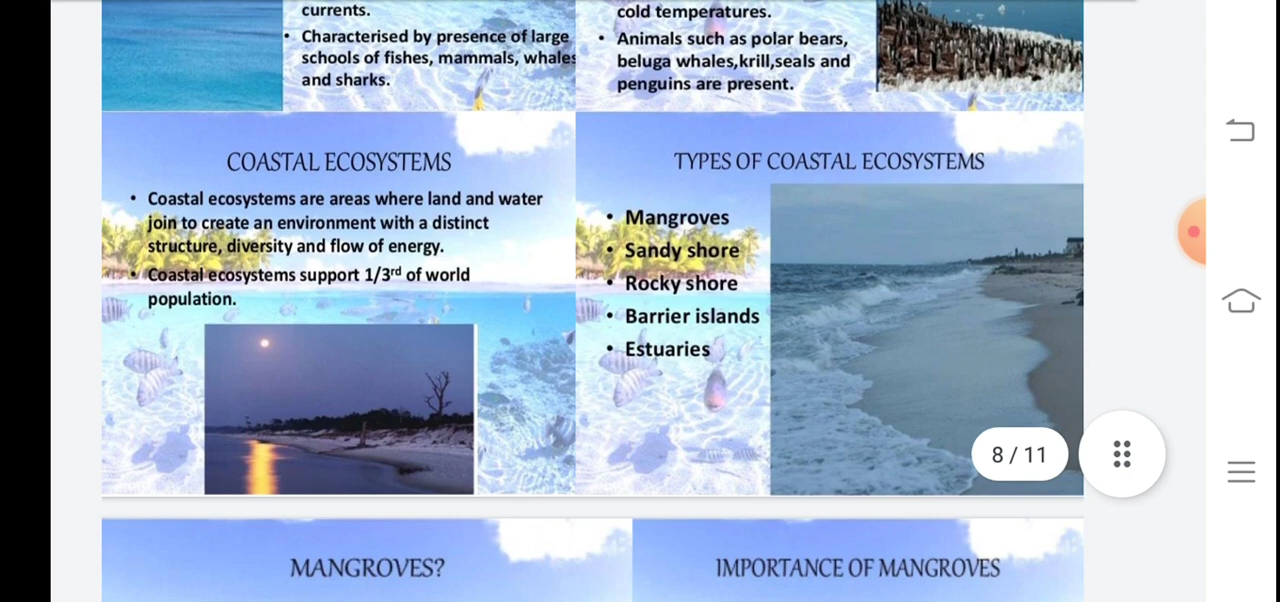 currents.
• Characterised by presence of large
schools of fishes, mammals, whales
and sharks.
cold temperatures.
• Animals such as polar bears,
beluga whales,krill,seals and
penguins are present.
COASTAL ECOSYSTEMS
• Coastal ecosystems are areas where land and water
join to create an environment with a distinct
structure, diversity and flow of energy.
• Coastal ecosystems support 1/3rd of world
population.
TYPES OF COASTAL ECOSYSTEMS
• Mangroves
• Sandy shore
• Rocky shore
• Barrier islands
• Estuaries
8 / 11
MANGROVES?
IMPORTANCE OF MANGROVES